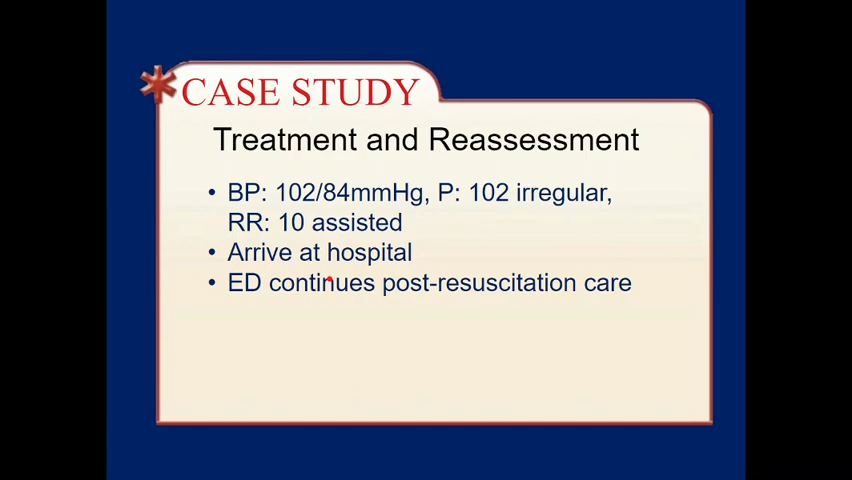 CASE STUDY
Treatment and Reassessment
• BP: 102/84mmHg, P: 102 irregular,
RR: 10 assisted
• Arrive at hospital
• ED continues post-resuscitation care